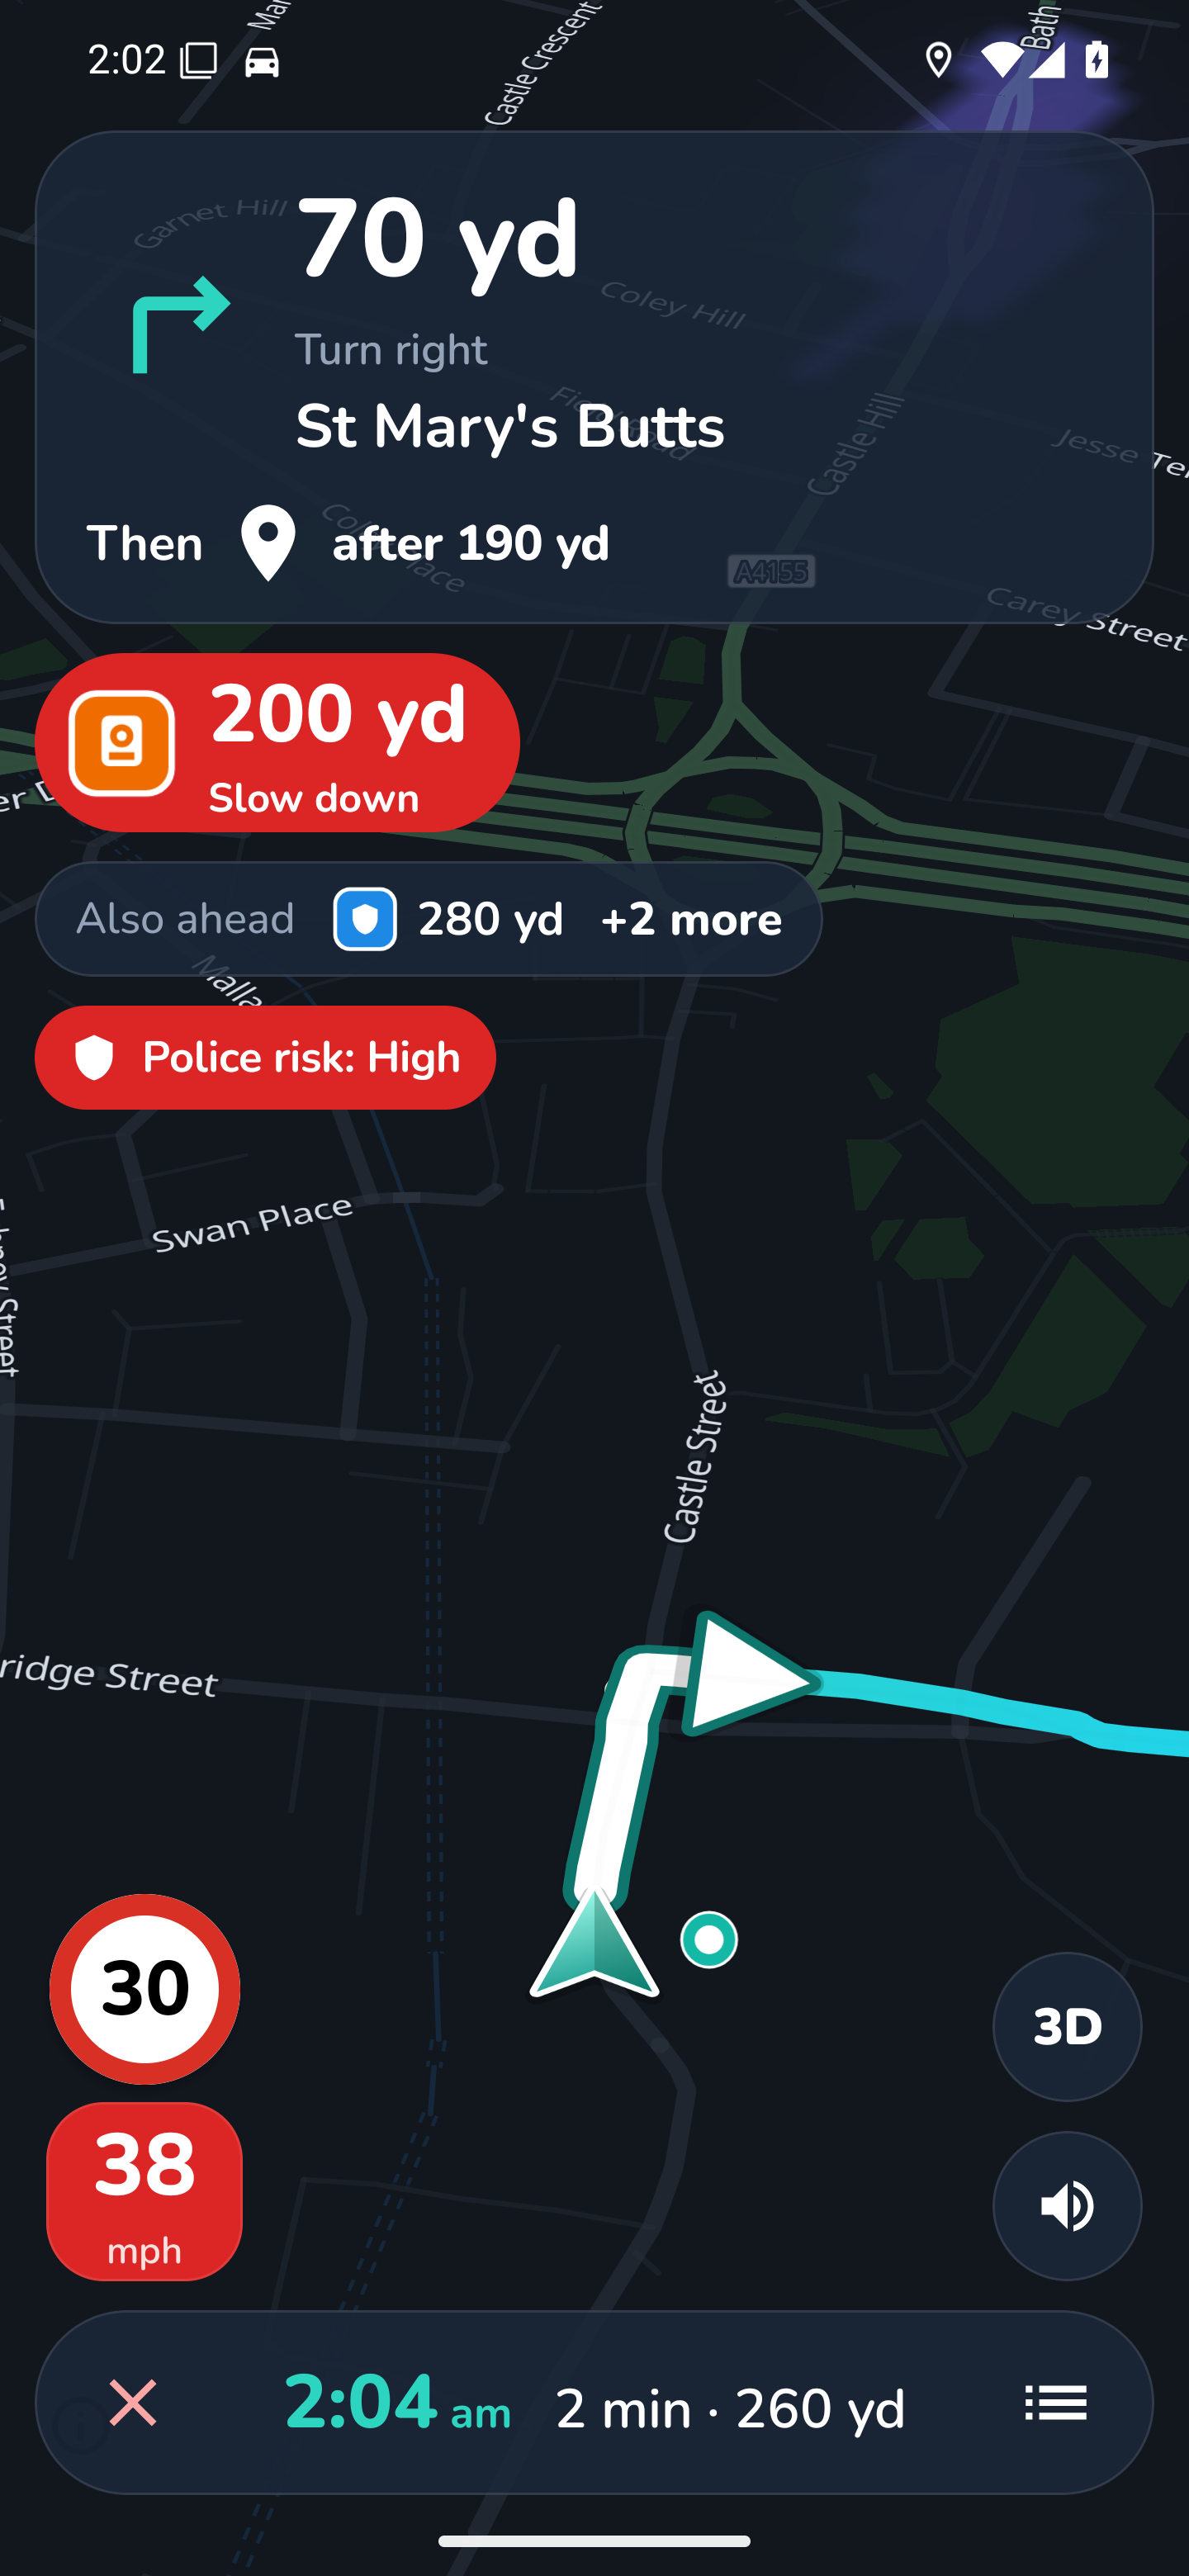 2:02
Castle Crescent
Bath
70 yd
Garnet Hill
Coley Hill
Turn right
St Mary's Butts
Castle Hill
Jesse Ter
Then
after 190 yd
A4155
Carey Street
200 yd
Slow down
Also ahead
280 yd
+2 more
Malla
Police risk: High
Swan Place
Castle Street
ridge Street
30
3D
38
mph
2:04 am
2 min · 260 yd